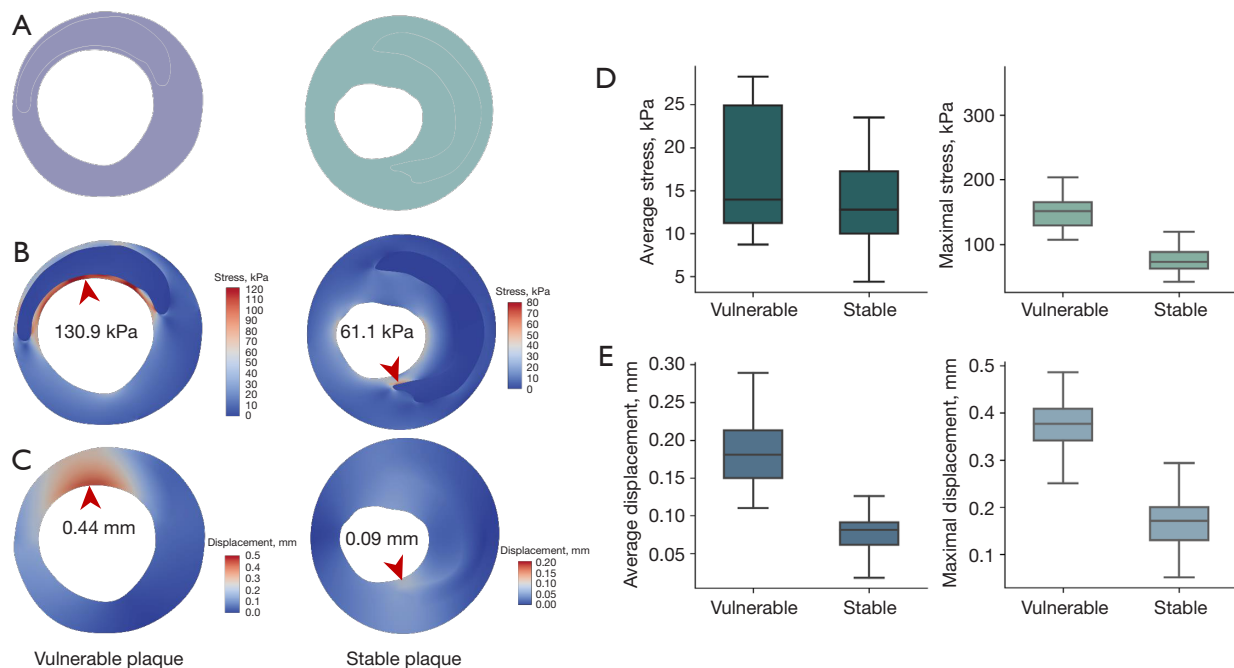 A
B
Stress, kPa
120
110
100
90
80
70
60
50
40
30
20
10
0
130.9 kPa
Stress, kPa
80
70
60
50
40
30
20
10
0
61.1 kPa
C
0.44 mm
Displacement, mm
0.5
0.4
0.3
0.2
0.1
0.0
0.09 mm
Displacement, mm
0.20
0.15
0.10
0.05
0.00
Vulnerable plaque
Stable plaque
D
Average stress, kPa
25
20
15
10
5
Vulnerable
Stable
Maximal stress, kPa
300
200
100
Vulnerable
Stable
E
Average displacement, mm
0.30
0.25
0.20
0.15
0.10
0.05
Vulnerable
Stable
Maximal displacement, mm
0.5
0.4
0.3
0.2
0.1
Vulnerable
Stable